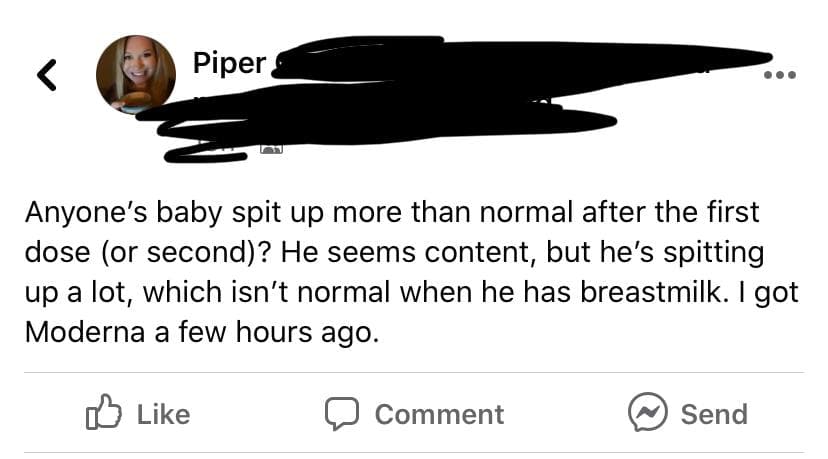 Piper
Anyone’s baby spit up more than normal after the first
dose (or second)? He seems content, but he’s spitting
up a lot, which isn’t normal when he has breastmilk. I got
Moderna a few hours ago.
Like Comment Send